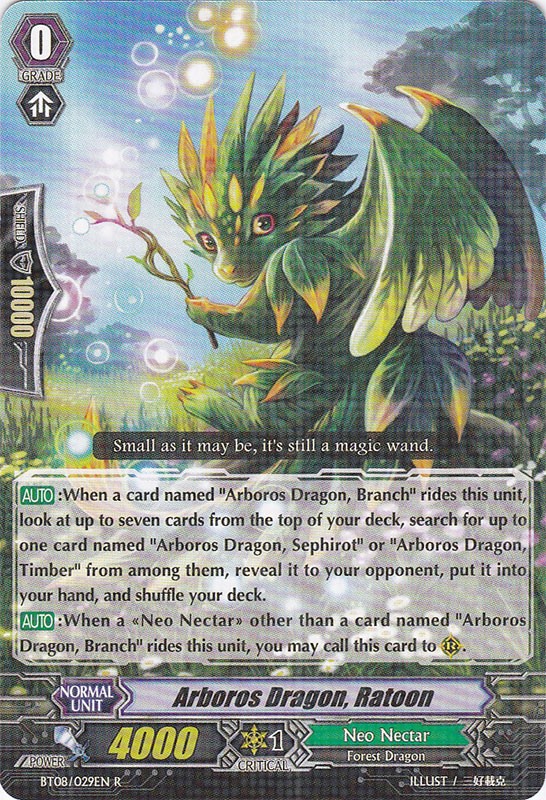 0
GRADE
SHIELD 10000
Small as it may be, it's still a magic wand.
AUTO:When a card named "Arboros Dragon, Branch" rides this unit,
look at up to seven cards from the top of your deck, search for up to
one card named "Arboros Dragon, Sephirot" or "Arboros Dragon,
Timber" from among them, reveal it to your opponent, put it into
your hand, and shuffle your deck.
AUTO:When a «Neo Nectar» other than a card named "Arboros
Dragon, Branch" rides this unit, you may call this card to R.
NORMAL
UNIT
Arboros Dragon, Ratoon
POWER 4000
1
CRITICAL
Neo Nectar
Forest Dragon
BT08/029EN R
ILLUST / 三好載克